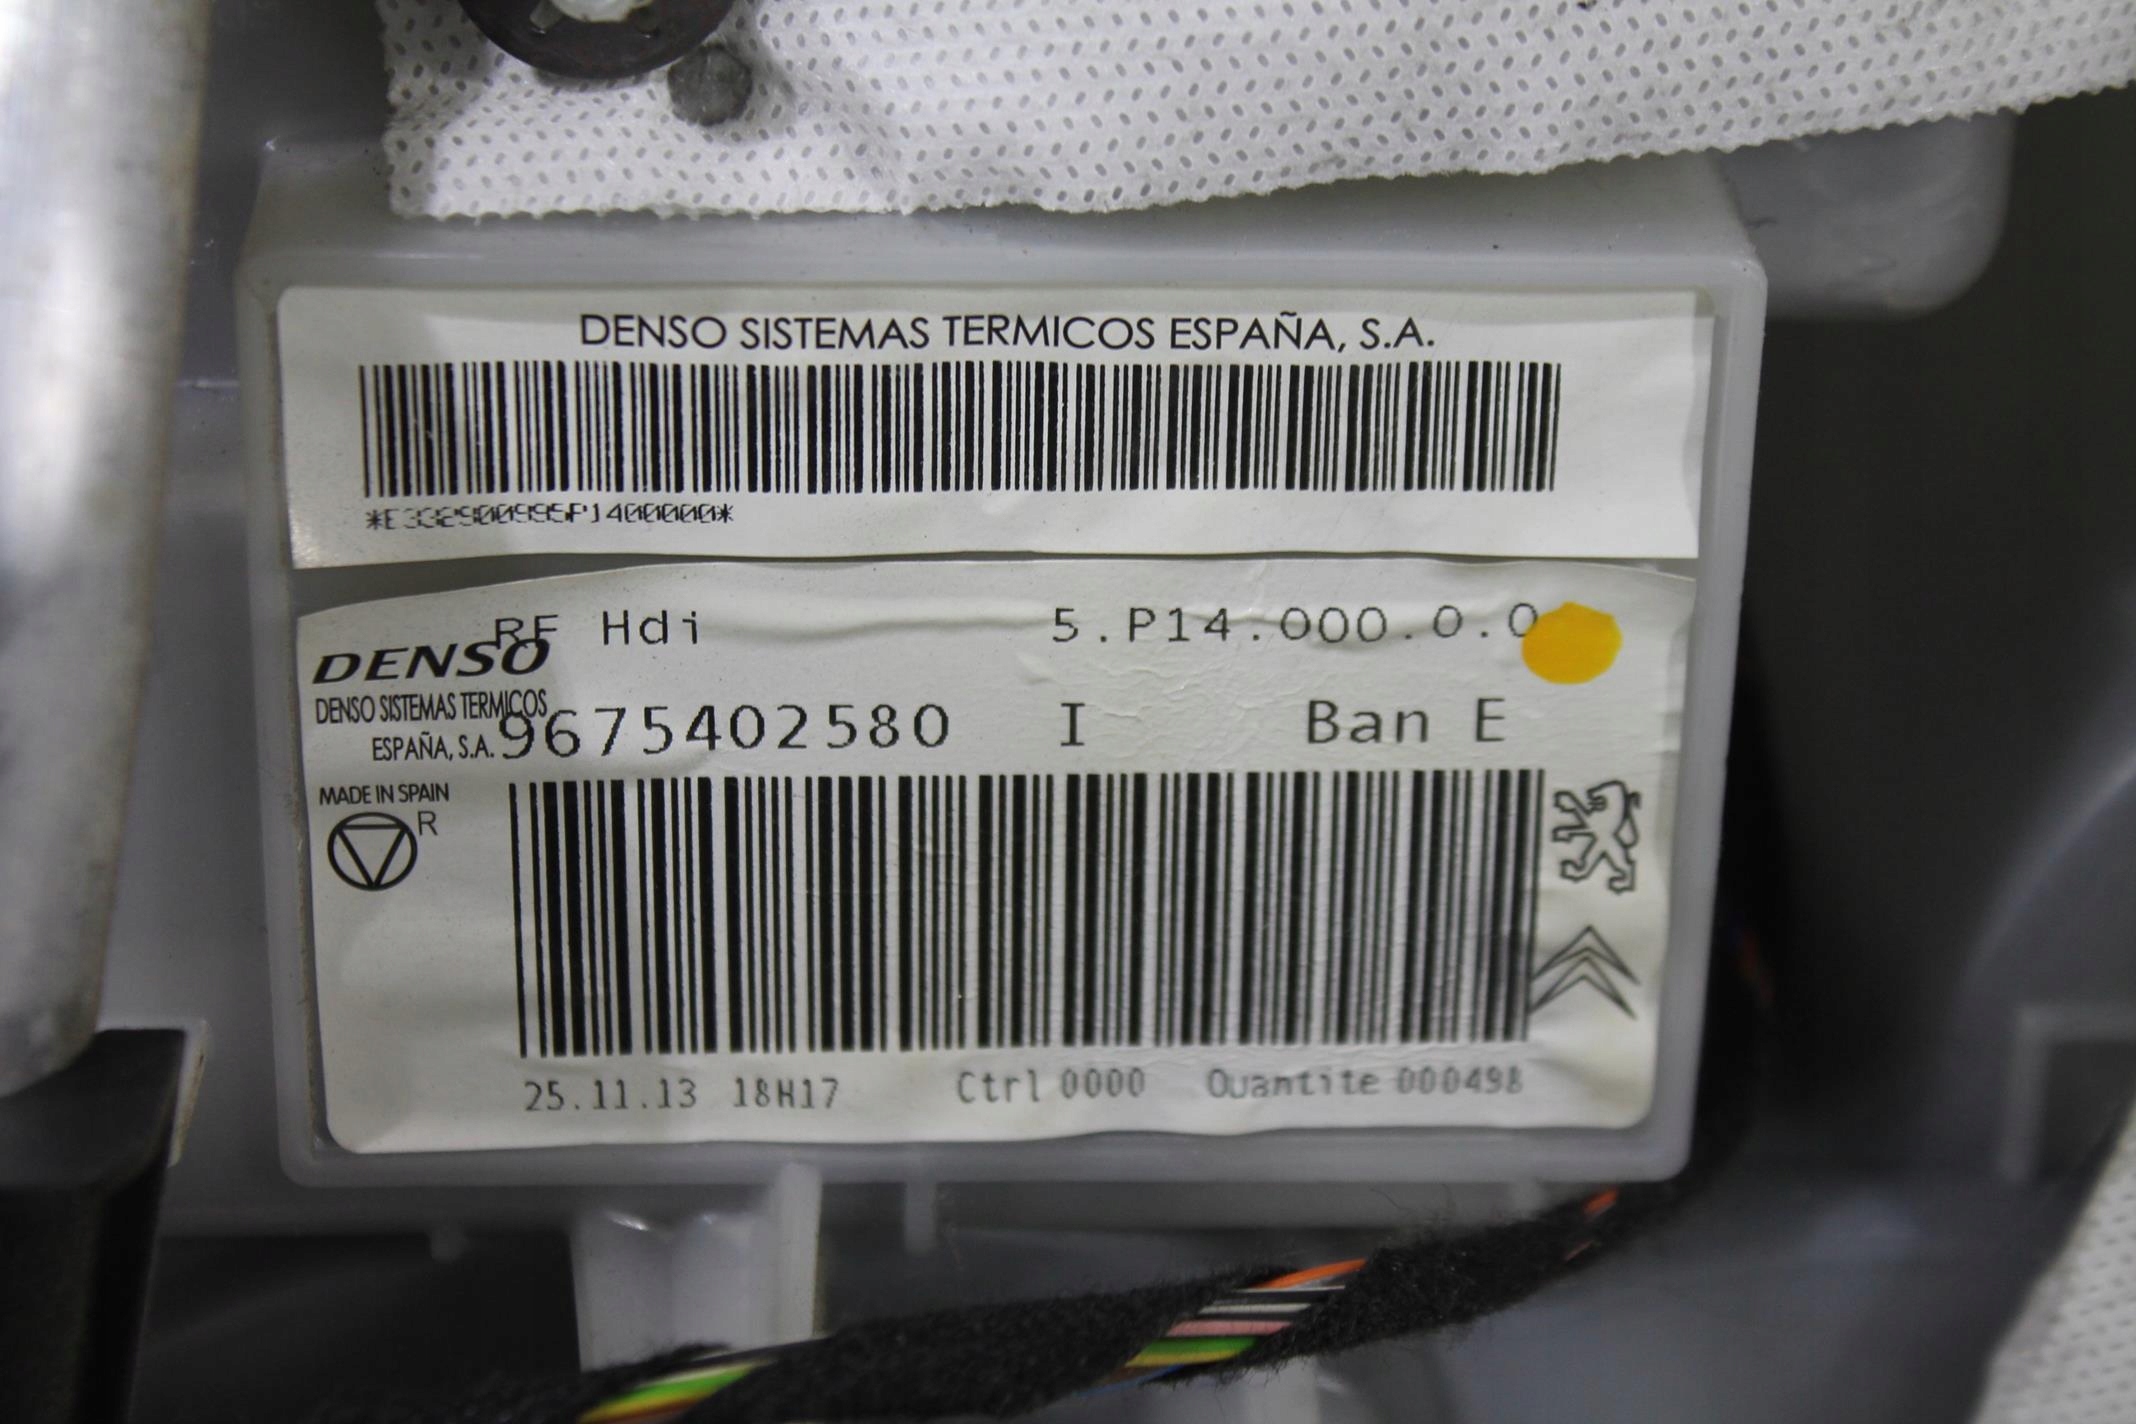 DENSO SISTEMAS TERMICOS ESPAÑA, S.A.
*E332900995P1400000*
RF Hdi 5.P14.000.0.0
DENSO
DENSO SISTEMAS TERMICOS
ESPAÑA, S.A.
9675402580 I Ban E
MADE IN SPAIN
R
25.11.13 18H17 Ctrl 0000 Quantite 000498